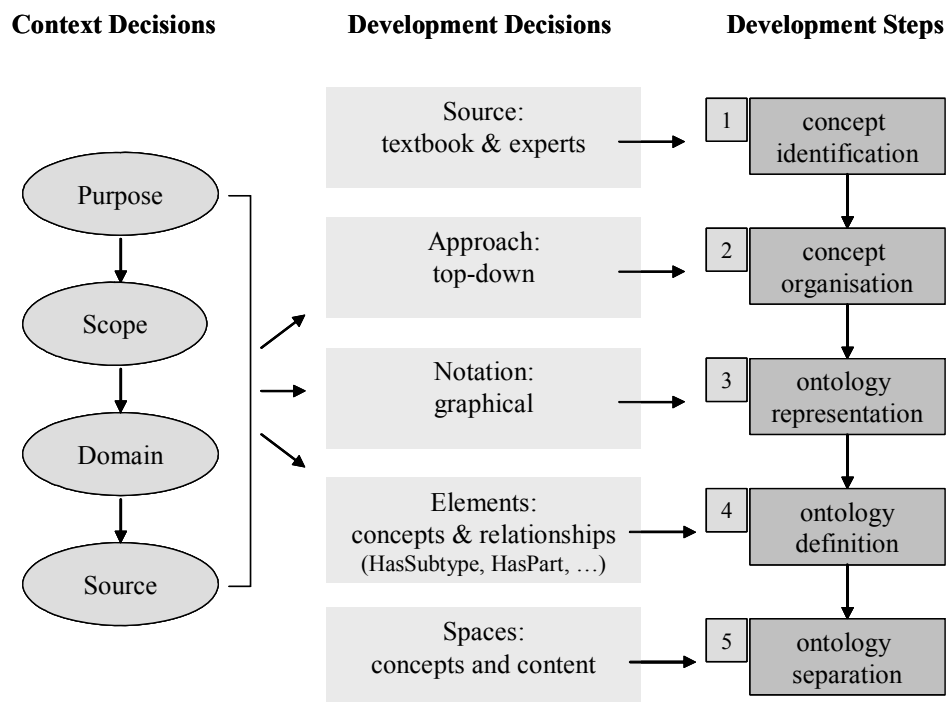 Context Decisions
Development Decisions
Development Steps
Purpose
Scope
Domain
Source
Source:
textbook & experts
Approach:
top-down
Notation:
graphical
Elements:
concepts & relationships
(HasSubtype, HasPart, …)
Spaces:
concepts and content
1
concept
identification
2
concept
organisation
3
ontology
representation
4
ontology
definition
5
ontology
separation